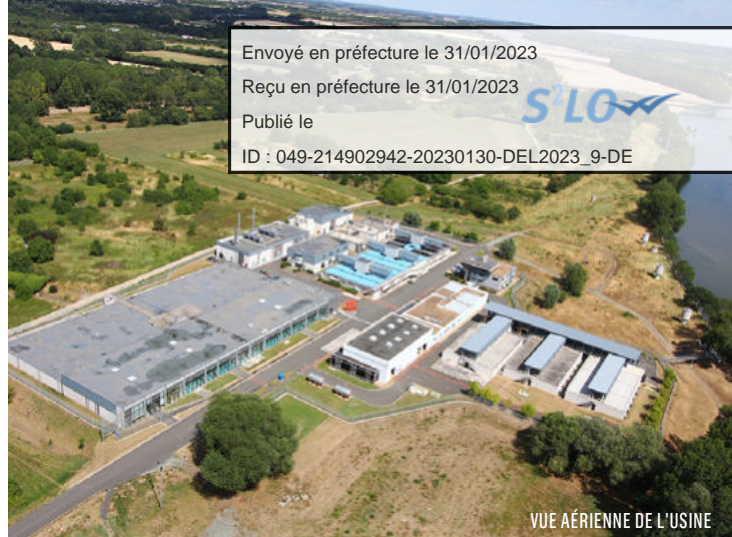 Envoyé en préfecture le 31/01/2023
Reçu en préfecture le 31/01/2023
S²LO
Publié le
ID : 049-214902942-20230130-DEL2023_9-DE
VUE AÉRIENNE DE L'USINE